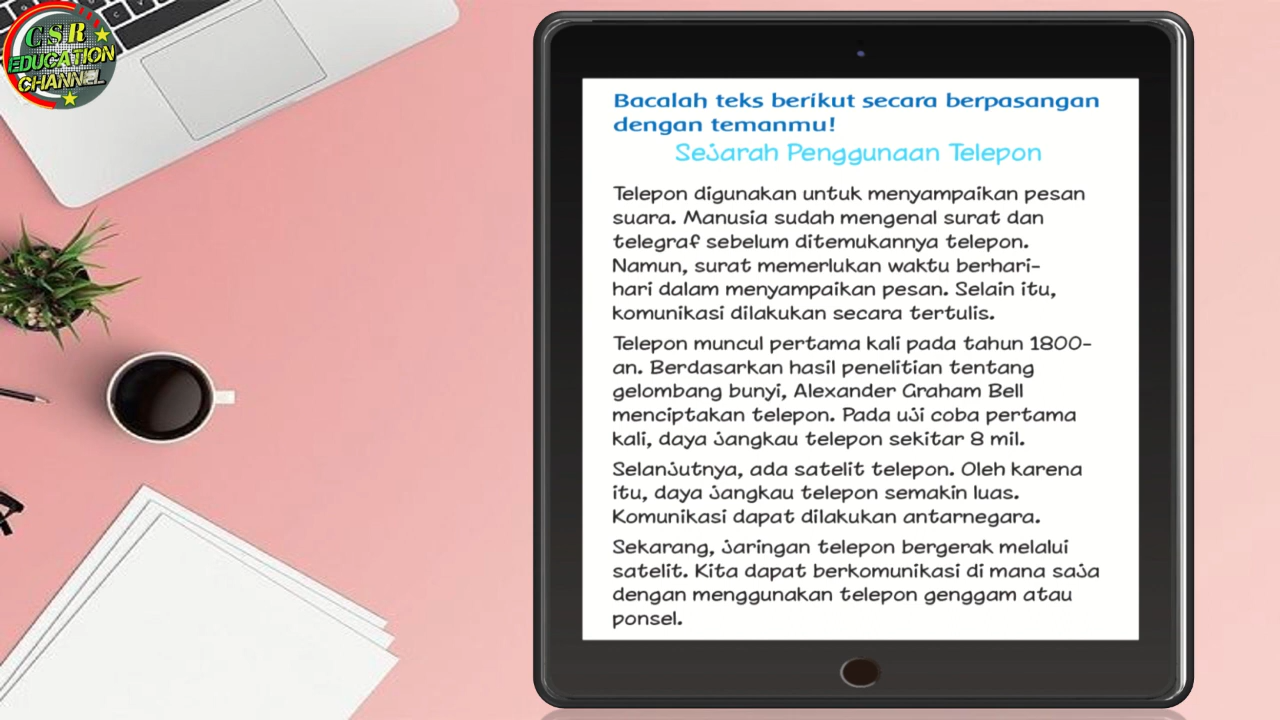 CSR
EDUCATION
CHANNEL
Bacalah teks berikut secara berpasangan
dengan temanmu!
Sejarah Penggunaan Telepon
Telepon digunakan untuk menyampaikan pesan
suara. Manusia sudah mengenal surat dan
telegraf sebelum ditemukannya telepon.
Namun, surat memerlukan waktu berhari-
hari dalam menyampaikan pesan. Selain itu,
komunikasi dilakukan secara tertulis.
Telepon muncul pertama kali pada tahun 1800-
an. Berdasarkan hasil penelitian tentang
gelombang bunyi, Alexander Graham Bell
menciptakan telepon. Pada uji coba pertama
kali, daya jangkau telepon sekitar 8 mil.
Selanjutnya, ada satelit telepon. Oleh karena
itu, daya jangkau telepon semakin luas.
Komunikasi dapat dilakukan antarnegara.
Sekarang, jaringan telepon bergerak melalui
satelit. Kita dapat berkomunikasi di mana saja
dengan menggunakan telepon genggam atau
ponsel.